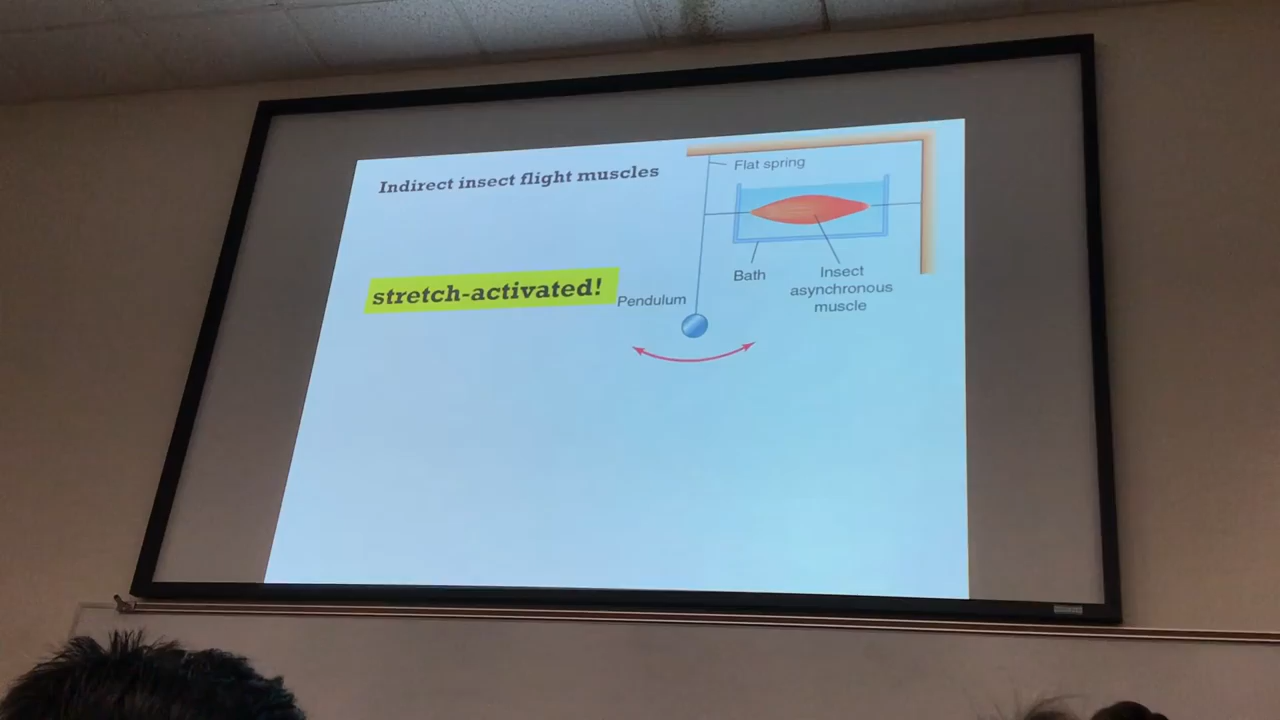 Indirect insect flight muscles
stretch-activated!
Flat spring
Bath
Insect
asynchronous
muscle
Pendulum